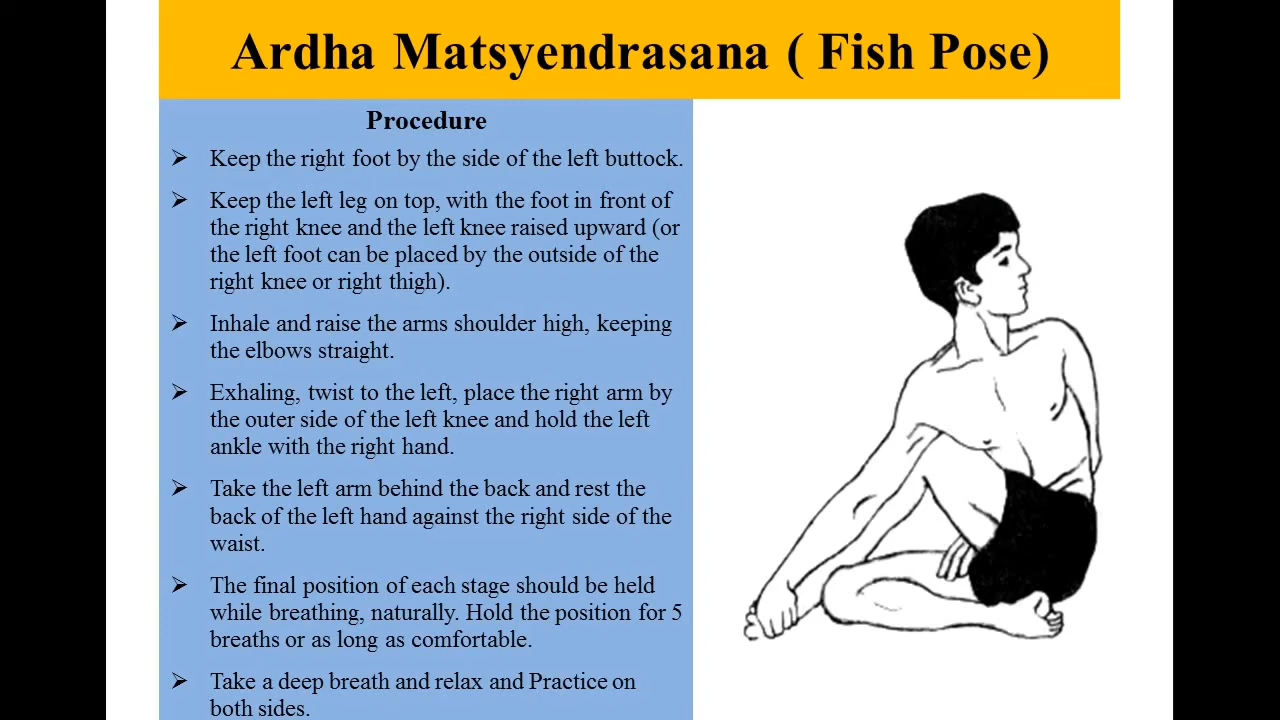 Ardha Matsyendrasana ( Fish Pose)
Procedure
➢ Keep the right foot by the side of the left buttock.
➢ Keep the left leg on top, with the foot in front of
the right knee and the left knee raised upward (or
the left foot can be placed by the outside of the
right knee or right thigh).
➢ Inhale and raise the arms shoulder high, keeping
the elbows straight.
➢ Exhaling, twist to the left, place the right arm by
the outer side of the left knee and hold the left
ankle with the right hand.
➢ Take the left arm behind the back and rest the
back of the left hand against the right side of the
waist.
➢ The final position of each stage should be held
while breathing, naturally. Hold the position for 5
breaths or as long as comfortable.
➢ Take a deep breath and relax and Practice on
both sides.